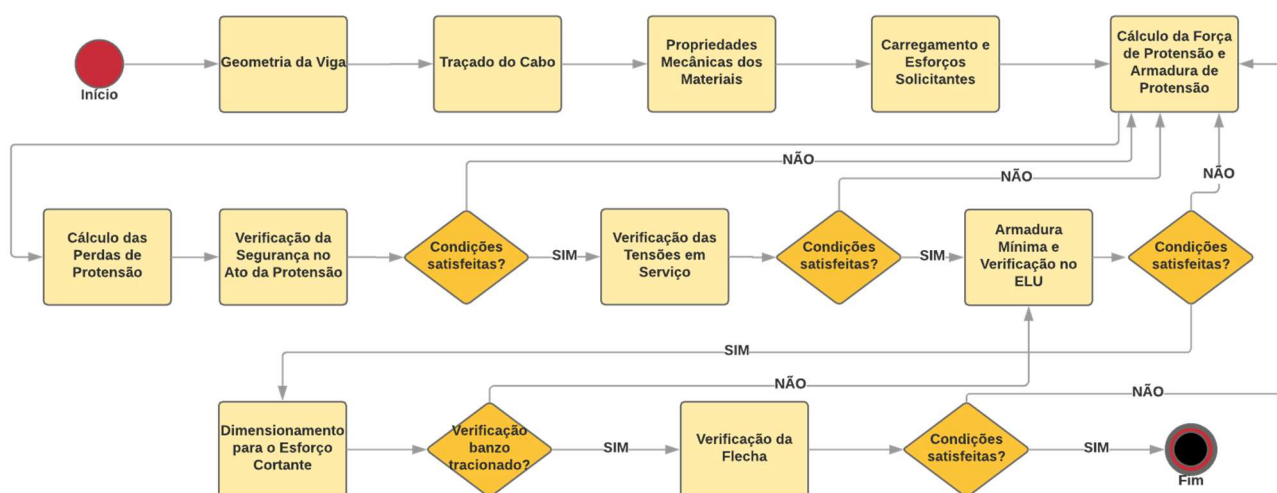 Início
Geometria da Viga
Traçado do Cabo
Propriedades
Mecânicas dos
Materiais
Carregamento e
Esforços
Solicitantes
Cálculo da Força
de Protensão e
Armadura de
Protensão
NÃO
NÃO
NÃO
Cálculo das
Perdas de
Protensão
Verificação da
Segurança no
Ato da Protensão
Condições
satisfeitas?
SIM
Verificação das
Tensões em
Serviço
Condições
satisfeitas?
SIM
Armadura
Mínima e
Verificação no
ELU
Condições
satisfeitas?
SIM
NÃO
NÃO
Dimensionamento
para o Esforço
Cortante
Verificação
banzo
tracionado?
SIM
Verificação da
Flecha
Condições
satisfeitas?
SIM
Fim